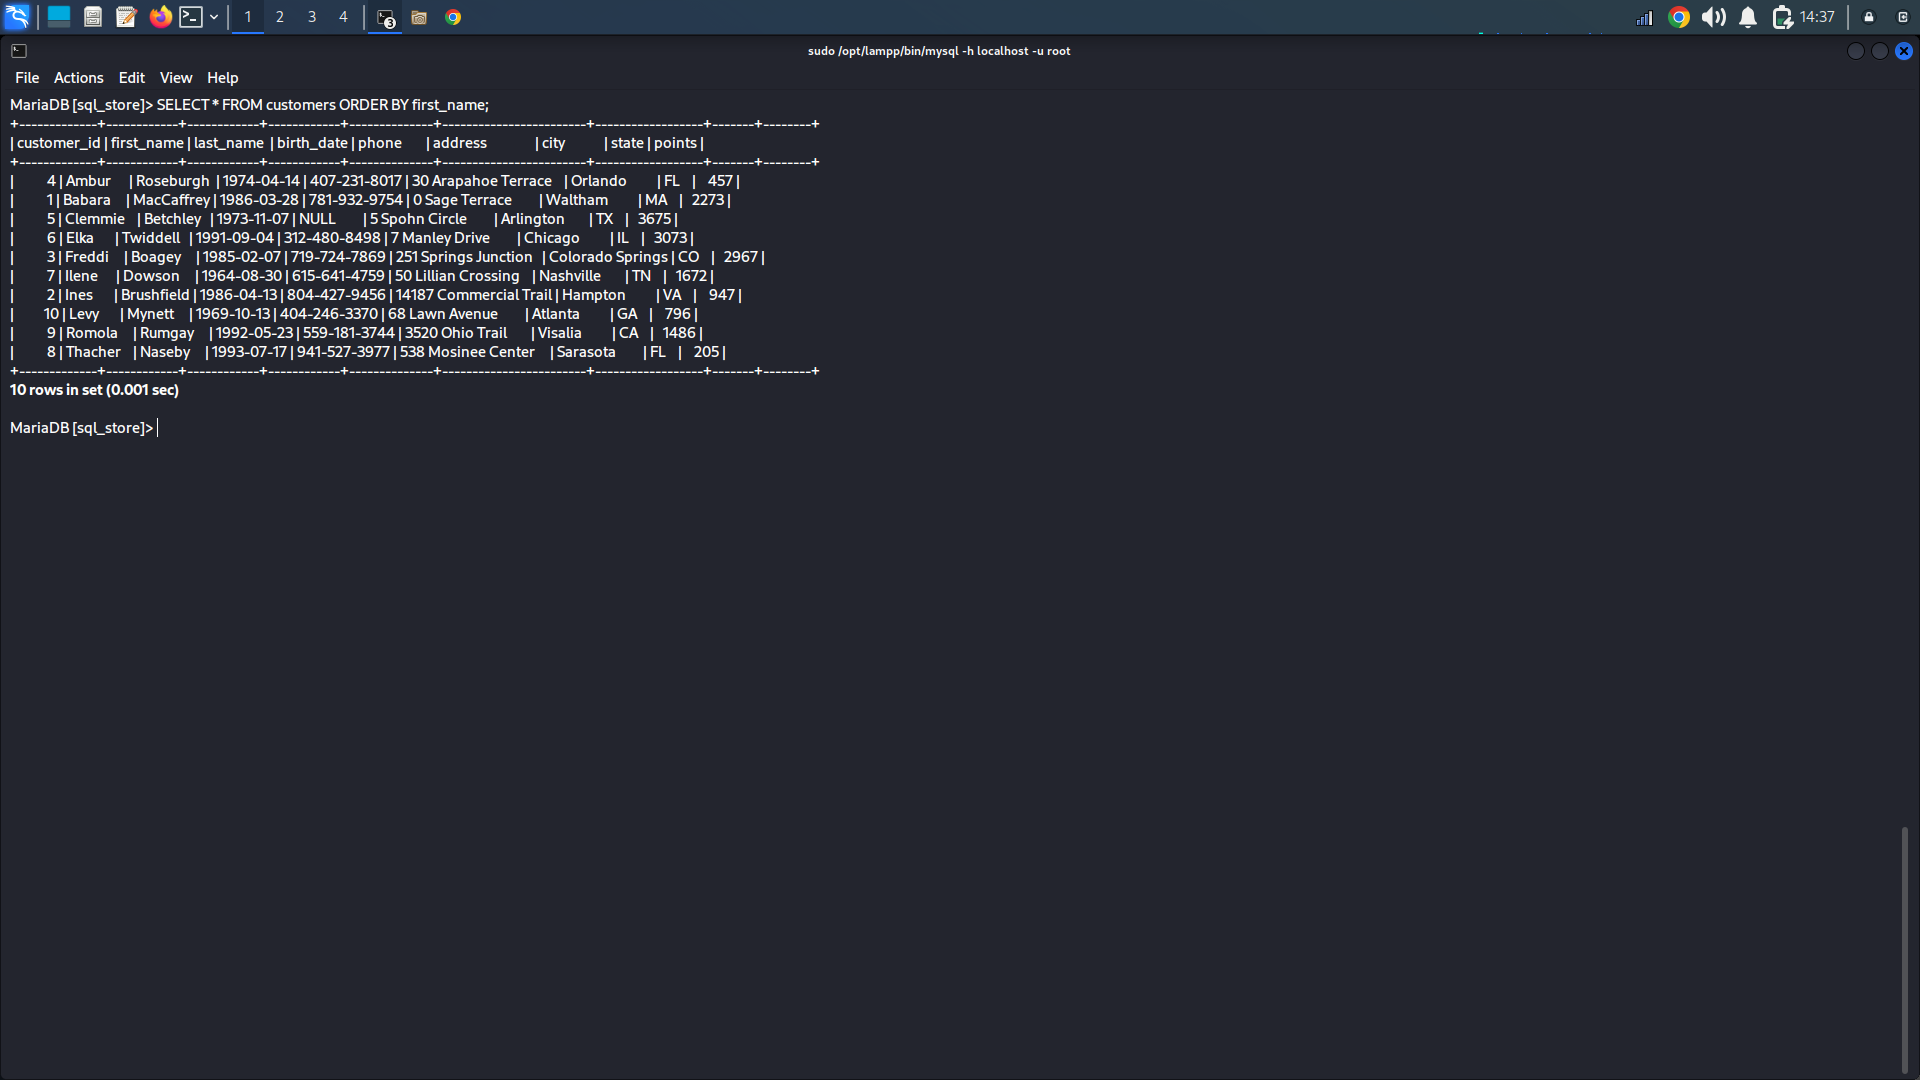 1 2 3 4 3 14:37
sudo /opt/lampp/bin/mysql -h localhost -u root
File Actions Edit View Help
MariaDB [sql_store]> SELECT * FROM customers ORDER BY first_name;
+-------------+------------+------------+------------+--------------+------------------------+------------------+-------+--------+
| customer_id | first_name | last_name | birth_date | phone | address | city | state | points |
+-------------+------------+------------+------------+--------------+------------------------+------------------+-------+--------+
| 4 | Ambur | Roseburgh | 1974-04-14 | 407-231-8017 | 30 Arapahoe Terrace | Orlando | FL | 457 |
| 1 | Babara | MacCaffrey | 1986-03-28 | 781-932-9754 | 0 Sage Terrace | Waltham | MA | 2273 |
| 5 | Clemmie | Betchley | 1973-11-07 | NULL | 5 Spohn Circle | Arlington | TX | 3675 |
| 6 | Elka | Twiddell | 1991-09-04 | 312-480-8498 | 7 Manley Drive | Chicago | IL | 3073 |
| 3 | Freddi | Boagey | 1985-02-07 | 719-724-7869 | 251 Springs Junction | Colorado Springs | CO | 2967 |
| 7 | Ilene | Dowson | 1964-08-30 | 615-641-4759 | 50 Lillian Crossing | Nashville | TN | 1672 |
| 2 | Ines | Brushfield | 1986-04-13 | 804-427-9456 | 14187 Commercial Trail | Hampton | VA | 947 |
| 10 | Levy | Mynett | 1969-10-13 | 404-246-3370 | 68 Lawn Avenue | Atlanta | GA | 796 |
| 9 | Romola | Rumgay | 1992-05-23 | 559-181-3744 | 3520 Ohio Trail | Visalia | CA | 1486 |
| 8 | Thacher | Naseby | 1993-07-17 | 941-527-3977 | 538 Mosinee Center | Sarasota | FL | 205 |
+-------------+------------+------------+------------+--------------+------------------------+------------------+-------+--------+
10 rows in set (0.001 sec)
MariaDB [sql_store]>